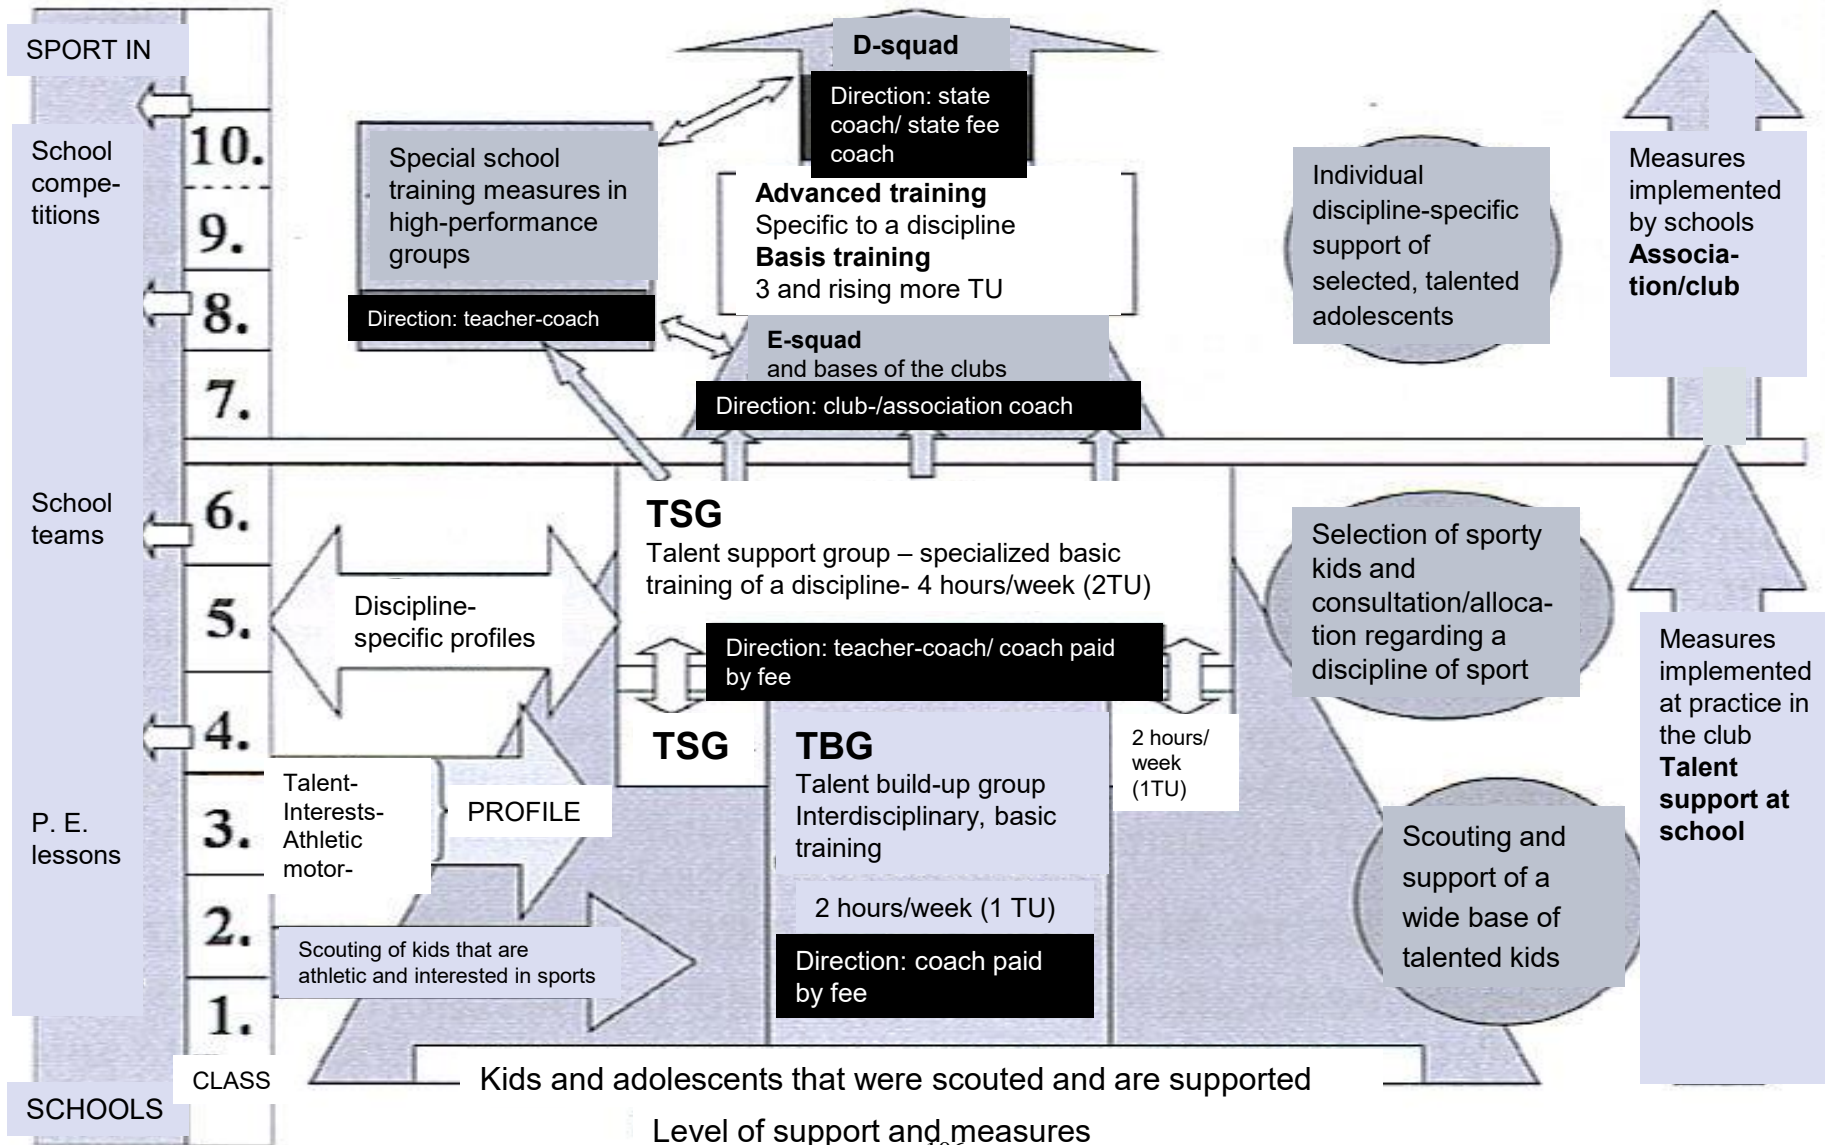 SPORT IN
School
compe-
titions
School
teams
P. E.
lessons
SCHOOLS
10.
9.
8.
7.
6.
5.
4.
3.
2.
1.
CLASS
D-squad
Direction: state
coach/ state fee
coach
Special school
training measures in
high-performance
groups
Direction: teacher-coach
Advanced training
Specific to a discipline
Basis training
3 and rising more TU
E-squad
and bases of the clubs
Direction: club-/association coach
Individual
discipline-specific
support of
selected, talented
adolescents
Measures
implemented
by schools
Associa-
tion/club
TSG
Talent support group – specialized basic
training of a discipline- 4 hours/week (2TU)
Discipline-
specific profiles
Direction: teacher-coach/ coach paid
by fee
Selection of sporty
kids and
consultation/alloca-
tion regarding a
discipline of sport
Measures
implemented
at practice in
the club
Talent
support at
school
TSG
TBG
Talent build-up group
Interdisciplinary, basic
training
2 hours/week (1 TU)
Direction: coach paid
by fee
2 hours/
week
(1TU)
Talent-
Interests-
Athletic
motor-
PROFILE
Scouting of kids that are
athletic and interested in sports
Scouting and
support of a
wide base of
talented kids
Kids and adolescents that were scouted and are supported
Level of support and measures